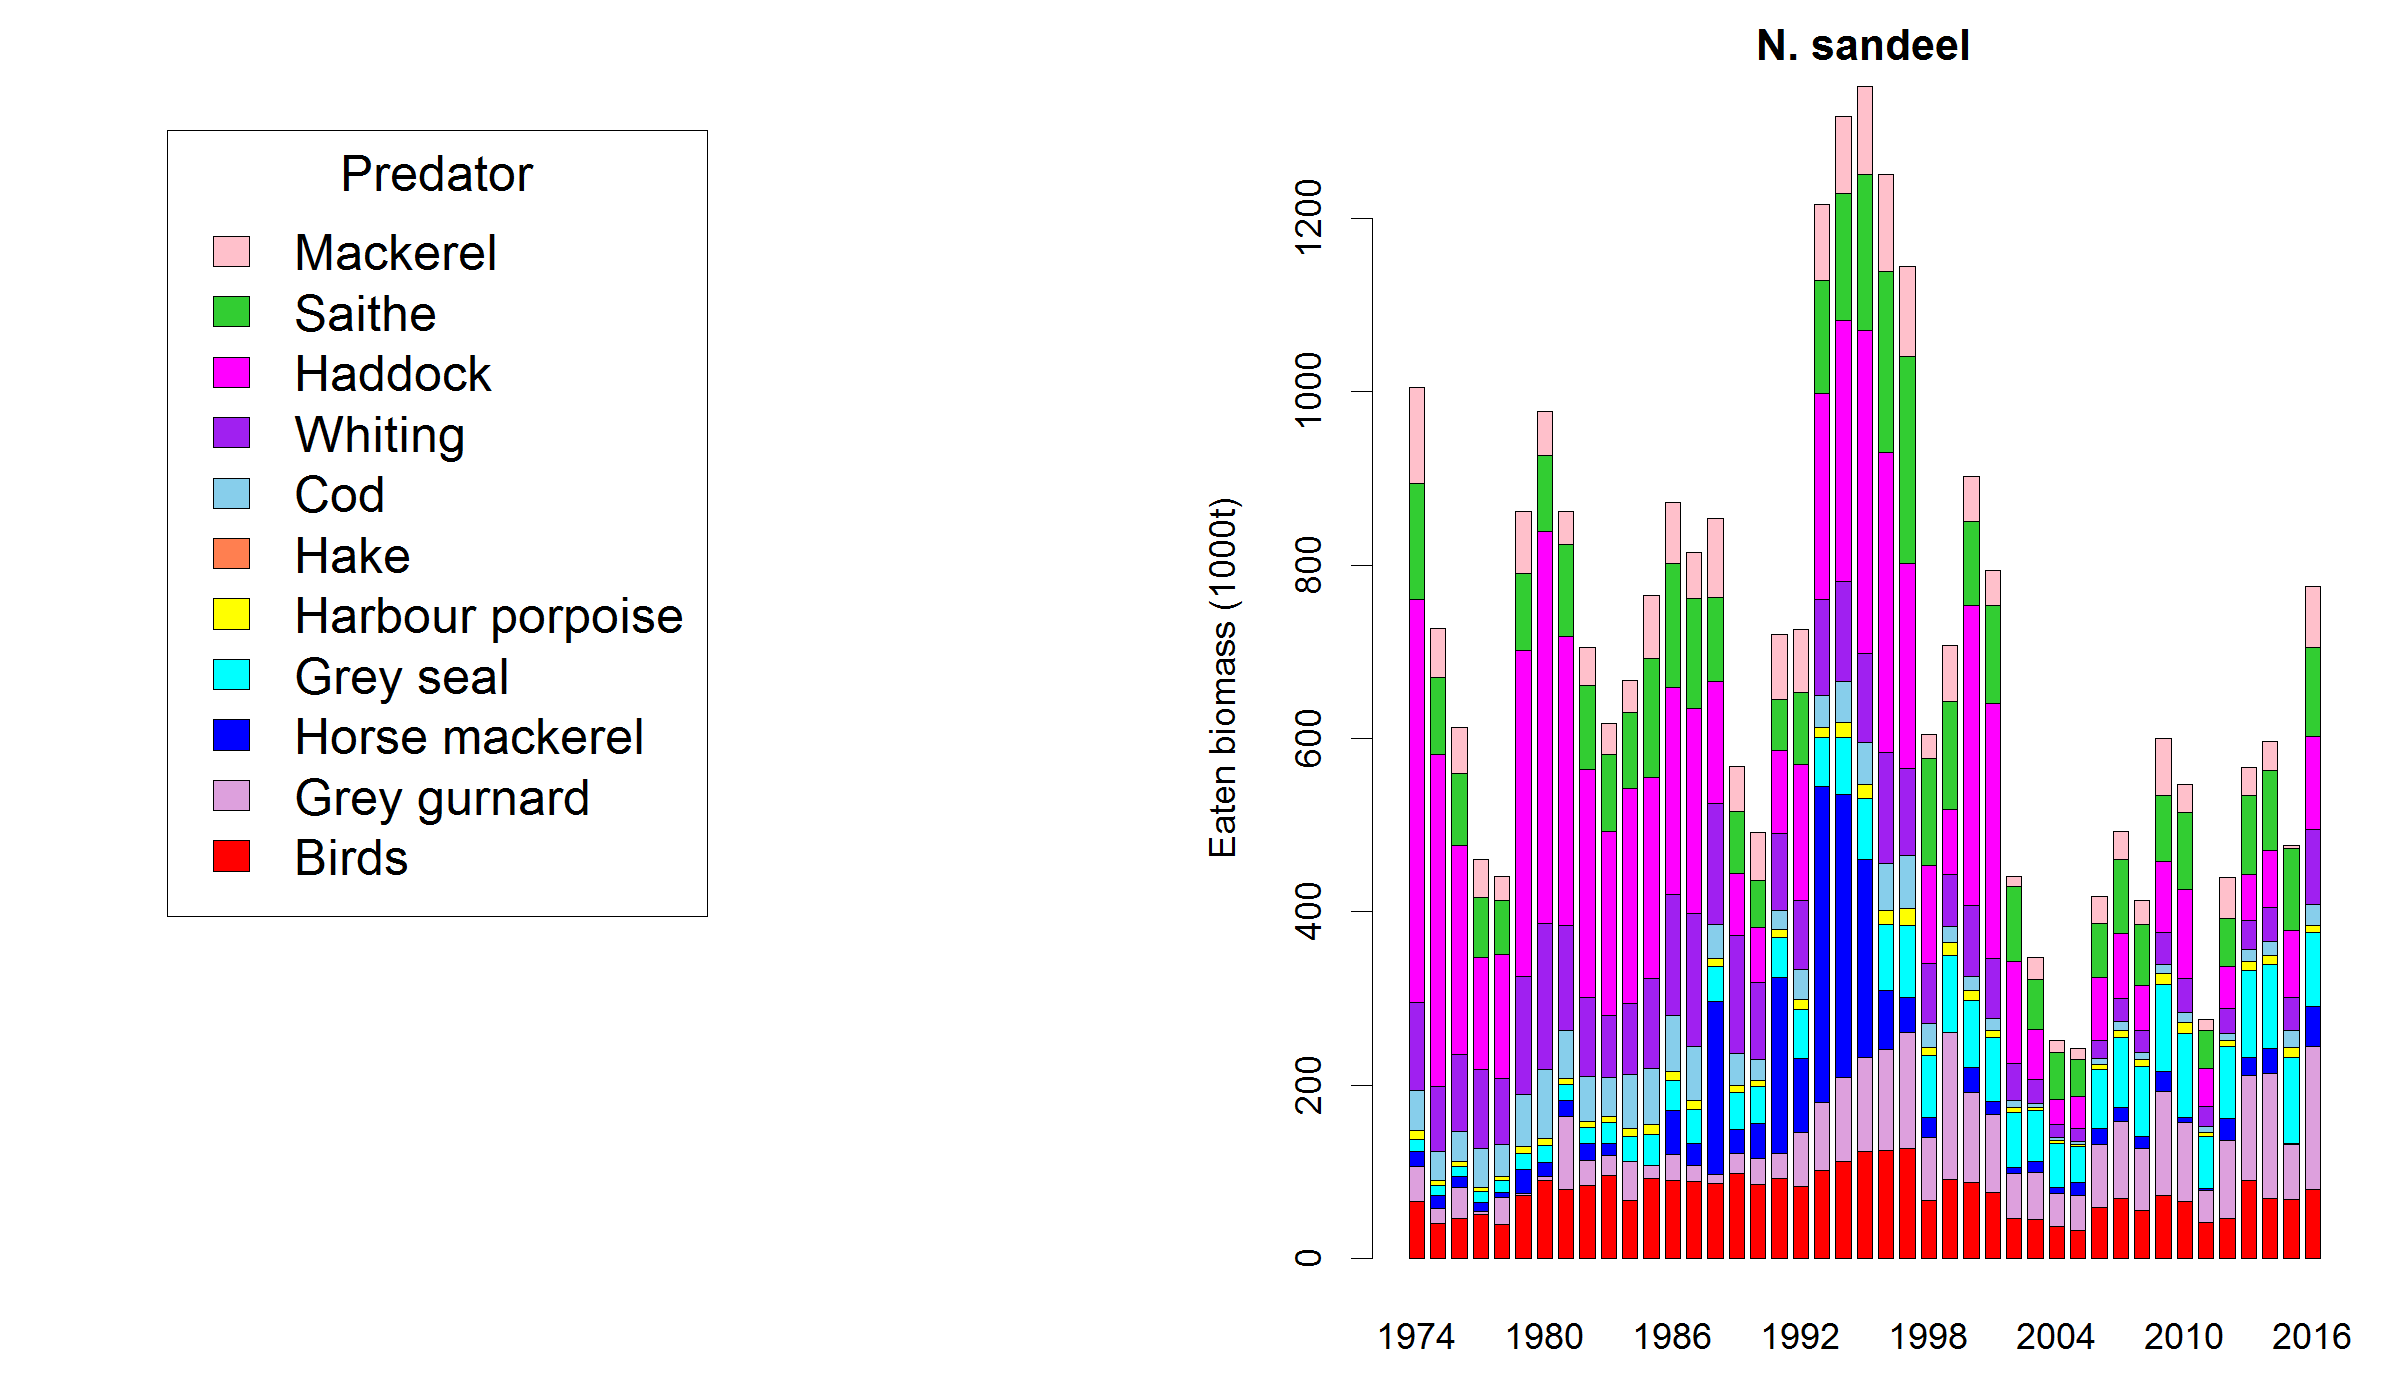 Predator
Mackerel
Saithe
Haddock
Whiting
Cod
Hake
Harbour porpoise
Grey seal
Horse mackerel
Grey gurnard
Birds
N. sandeel
Eaten biomass (1000t)
1200
1000
800
600
400
200
0
1974 1980 1986 1992 1998 2004 2010 2016